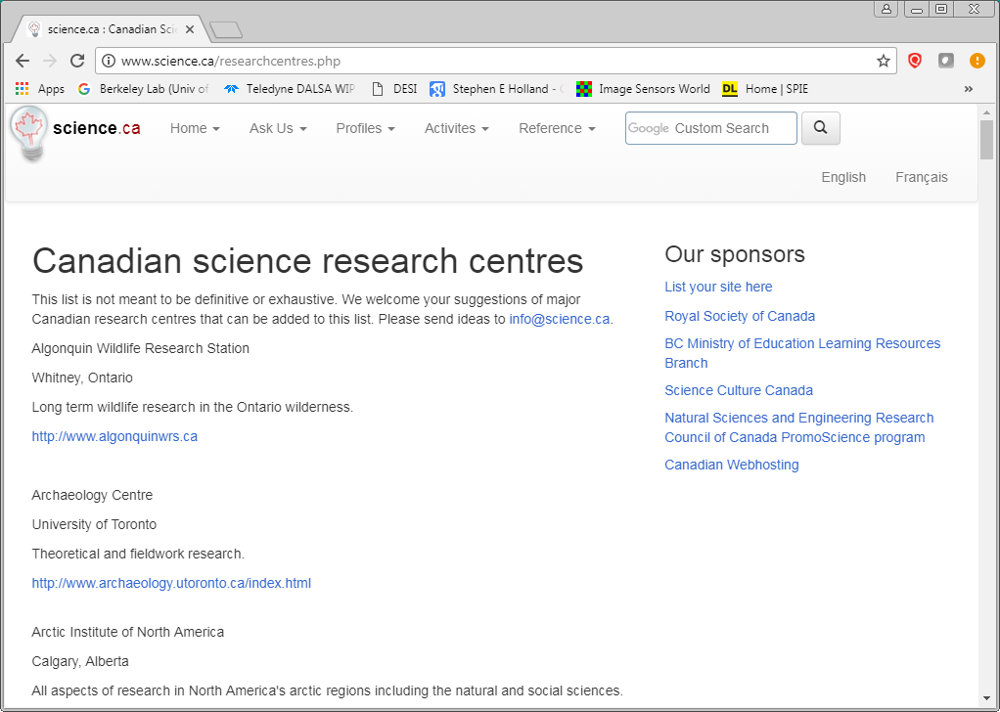 science.ca : Canadian Sci
www.science.ca/researchcentres.php
Apps Berkeley Lab (Univ of Teledyne DALSA WIP DESI Stephen E Holland - Image Sensors World DL Home | SPIE »
science.ca Home Ask Us Profiles Activites Reference Google Custom Search
English Français
Canadian science research centres
This list is not meant to be definitive or exhaustive. We welcome your suggestions of major
Canadian research centres that can be added to this list. Please send ideas to info@science.ca.
Algonquin Wildlife Research Station
Whitney, Ontario
Long term wildlife research in the Ontario wilderness.
http://www.algonquinwrs.ca
Archaeology Centre
University of Toronto
Theoretical and fieldwork research.
http://www.archaeology.utoronto.ca/index.html
Arctic Institute of North America
Calgary, Alberta
All aspects of research in North America's arctic regions including the natural and social sciences.
Our sponsors
List your site here
Royal Society of Canada
BC Ministry of Education Learning Resources
Branch
Science Culture Canada
Natural Sciences and Engineering Research
Council of Canada PromoScience program
Canadian Webhosting